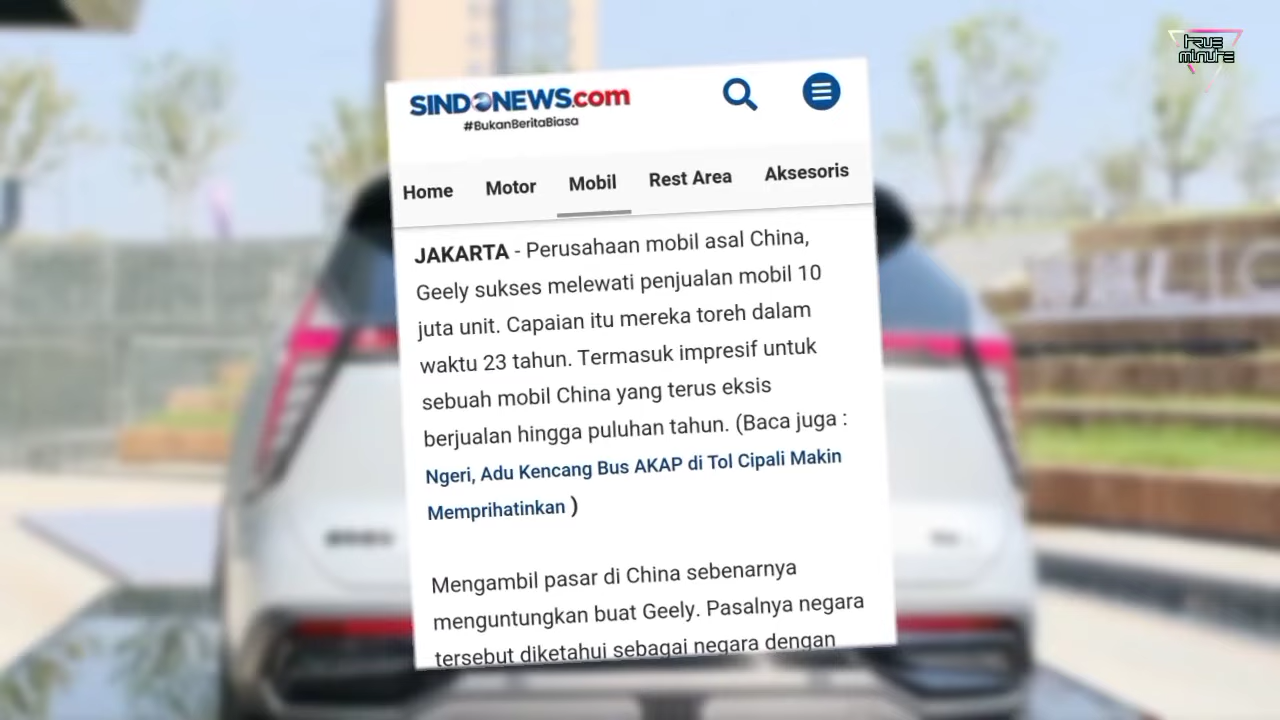 true
minute
SINDONEWS.com
#BukanBeritaBiasa
Home Motor Mobil Rest Area Aksesoris
JAKARTA - Perusahaan mobil asal China,
Geely sukses melewati penjualan mobil 10
juta unit. Capaian itu mereka toreh dalam
waktu 23 tahun. Termasuk impresif untuk
sebuah mobil China yang terus eksis
berjualan hingga puluhan tahun. (Baca juga :
Ngeri, Adu Kencang Bus AKAP di Tol Cipali Makin
Memprihatinkan )
Mengambil pasar di China sebenarnya
menguntungkan buat Geely. Pasalnya negara
tersebut diketahui sebagai negara dengan